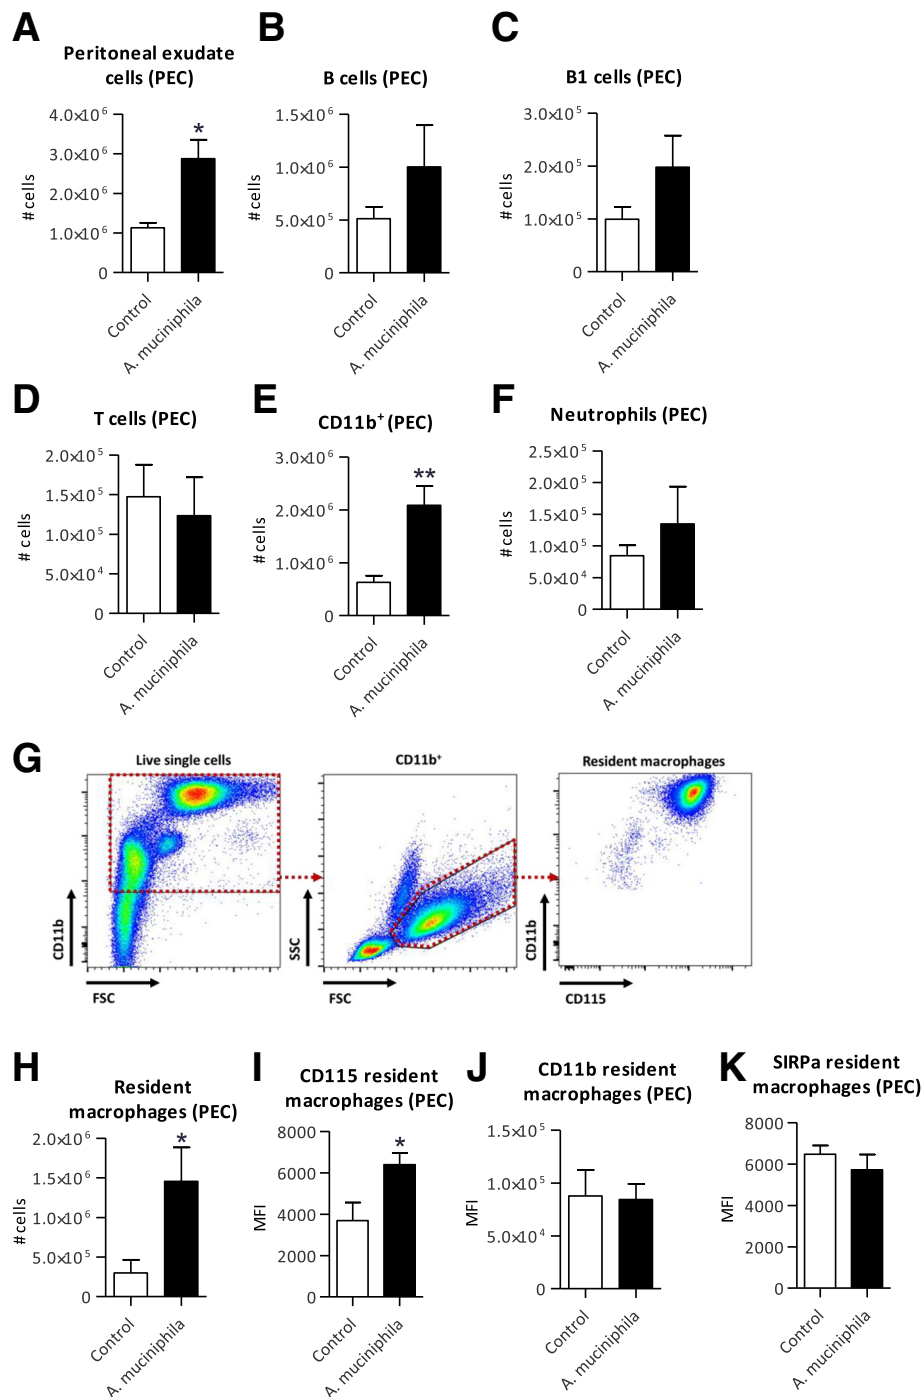 A
Peritoneal exudate
cells (PEC)
4.0x10⁶
3.0x10⁶
2.0x10⁶
1.0x10⁶
0
# cells
*
Control
A. muciniphila
B
B cells (PEC)
1.5x10⁶
1.0x10⁶
5.0x10⁵
0
# cells
Control
A. muciniphila
C
B1 cells (PEC)
3.0x10⁵
2.0x10⁵
1.0x10⁵
0
# cells
Control
A. muciniphila
D
T cells (PEC)
2.0x10⁵
1.5x10⁵
1.0x10⁵
5.0x10⁴
0
# cells
Control
A. muciniphila
E
CD11b⁺ (PEC)
3.0x10⁶
2.0x10⁶
1.0x10⁶
0
# cells
**
Control
A. muciniphila
F
Neutrophils (PEC)
2.5x10⁵
2.0x10⁵
1.5x10⁵
1.0x10⁵
5.0x10⁴
0
# cells
Control
A. muciniphila
G
Live single cells
CD11b
FSC
CD11b⁺
SSC
FSC
Resident macrophages
CD11b
CD115
H
Resident
macrophages (PEC)
2.0x10⁶
1.5x10⁶
1.0x10⁶
5.0x10⁵
0
# cells
*
Control
A. muciniphila
I
CD115 resident
macrophages (PEC)
8000
6000
4000
2000
0
MFI
*
Control
A. muciniphila
J
CD11b resident
macrophages (PEC)
1.5x10⁵
1.0x10⁵
5.0x10⁴
0
MFI
Control
A. muciniphila
K
SIRPa resident
macrophages (PEC)
8000
6000
4000
2000
0
MFI
Control
A. muciniphila